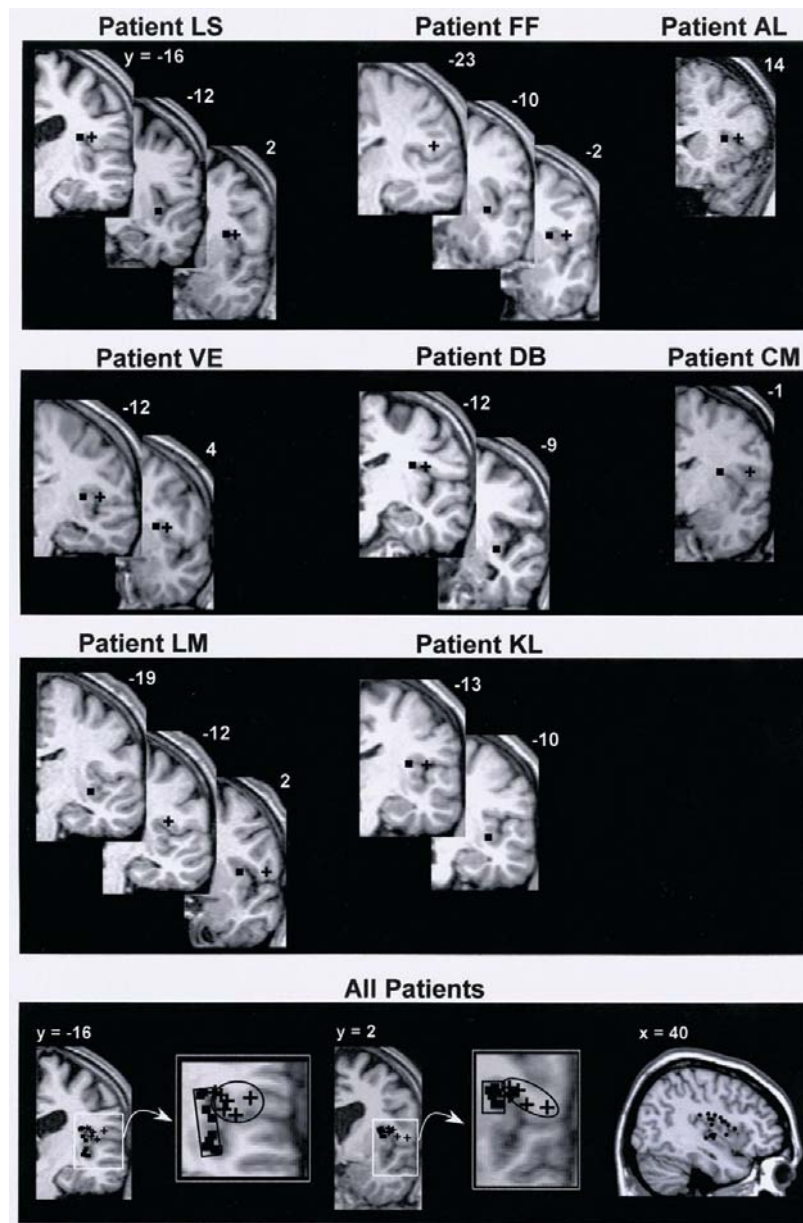 Patient LS Patient FF Patient AL
y = -16 -23 14
-12 -10
2 -2
Patient VE Patient DB Patient CM
-12 -12 -1
4 -9
Patient LM Patient KL
-19 -13
-12 -10
2
All Patients
y = -16 y = 2 x = 40